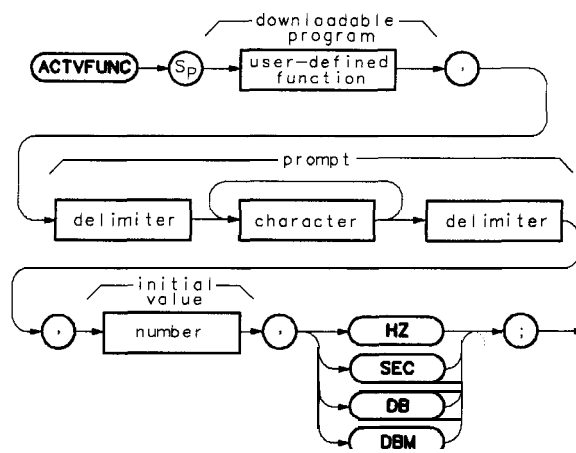 downloadable
program
ACTVFUNC
Sp
user-defined
function
,
prompt
delimiter
character
delimiter
initial
value
,
number
,
HZ
;
SEC
DB
DBM